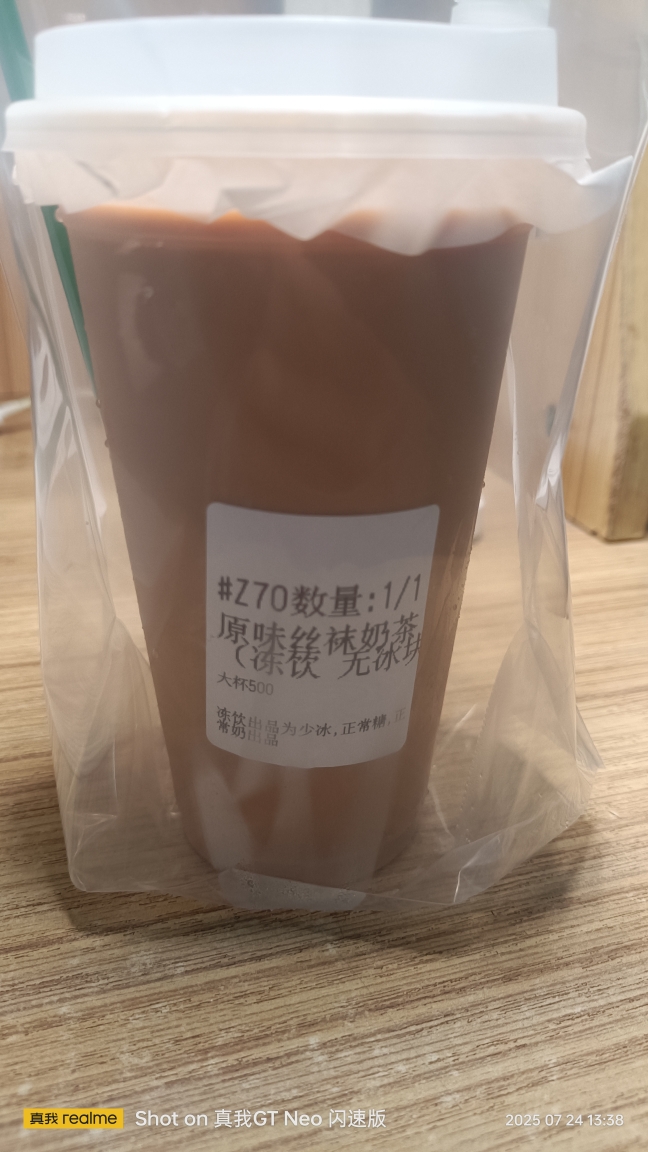 #Z70数量:1/1
原味丝袜奶茶
(冻饮 无冰块
大杯500
冻饮出品为少冰,正常糖,正
常奶出品
真我 realme Shot on 真我GT Neo 闪速版 2025 07 24 13:38